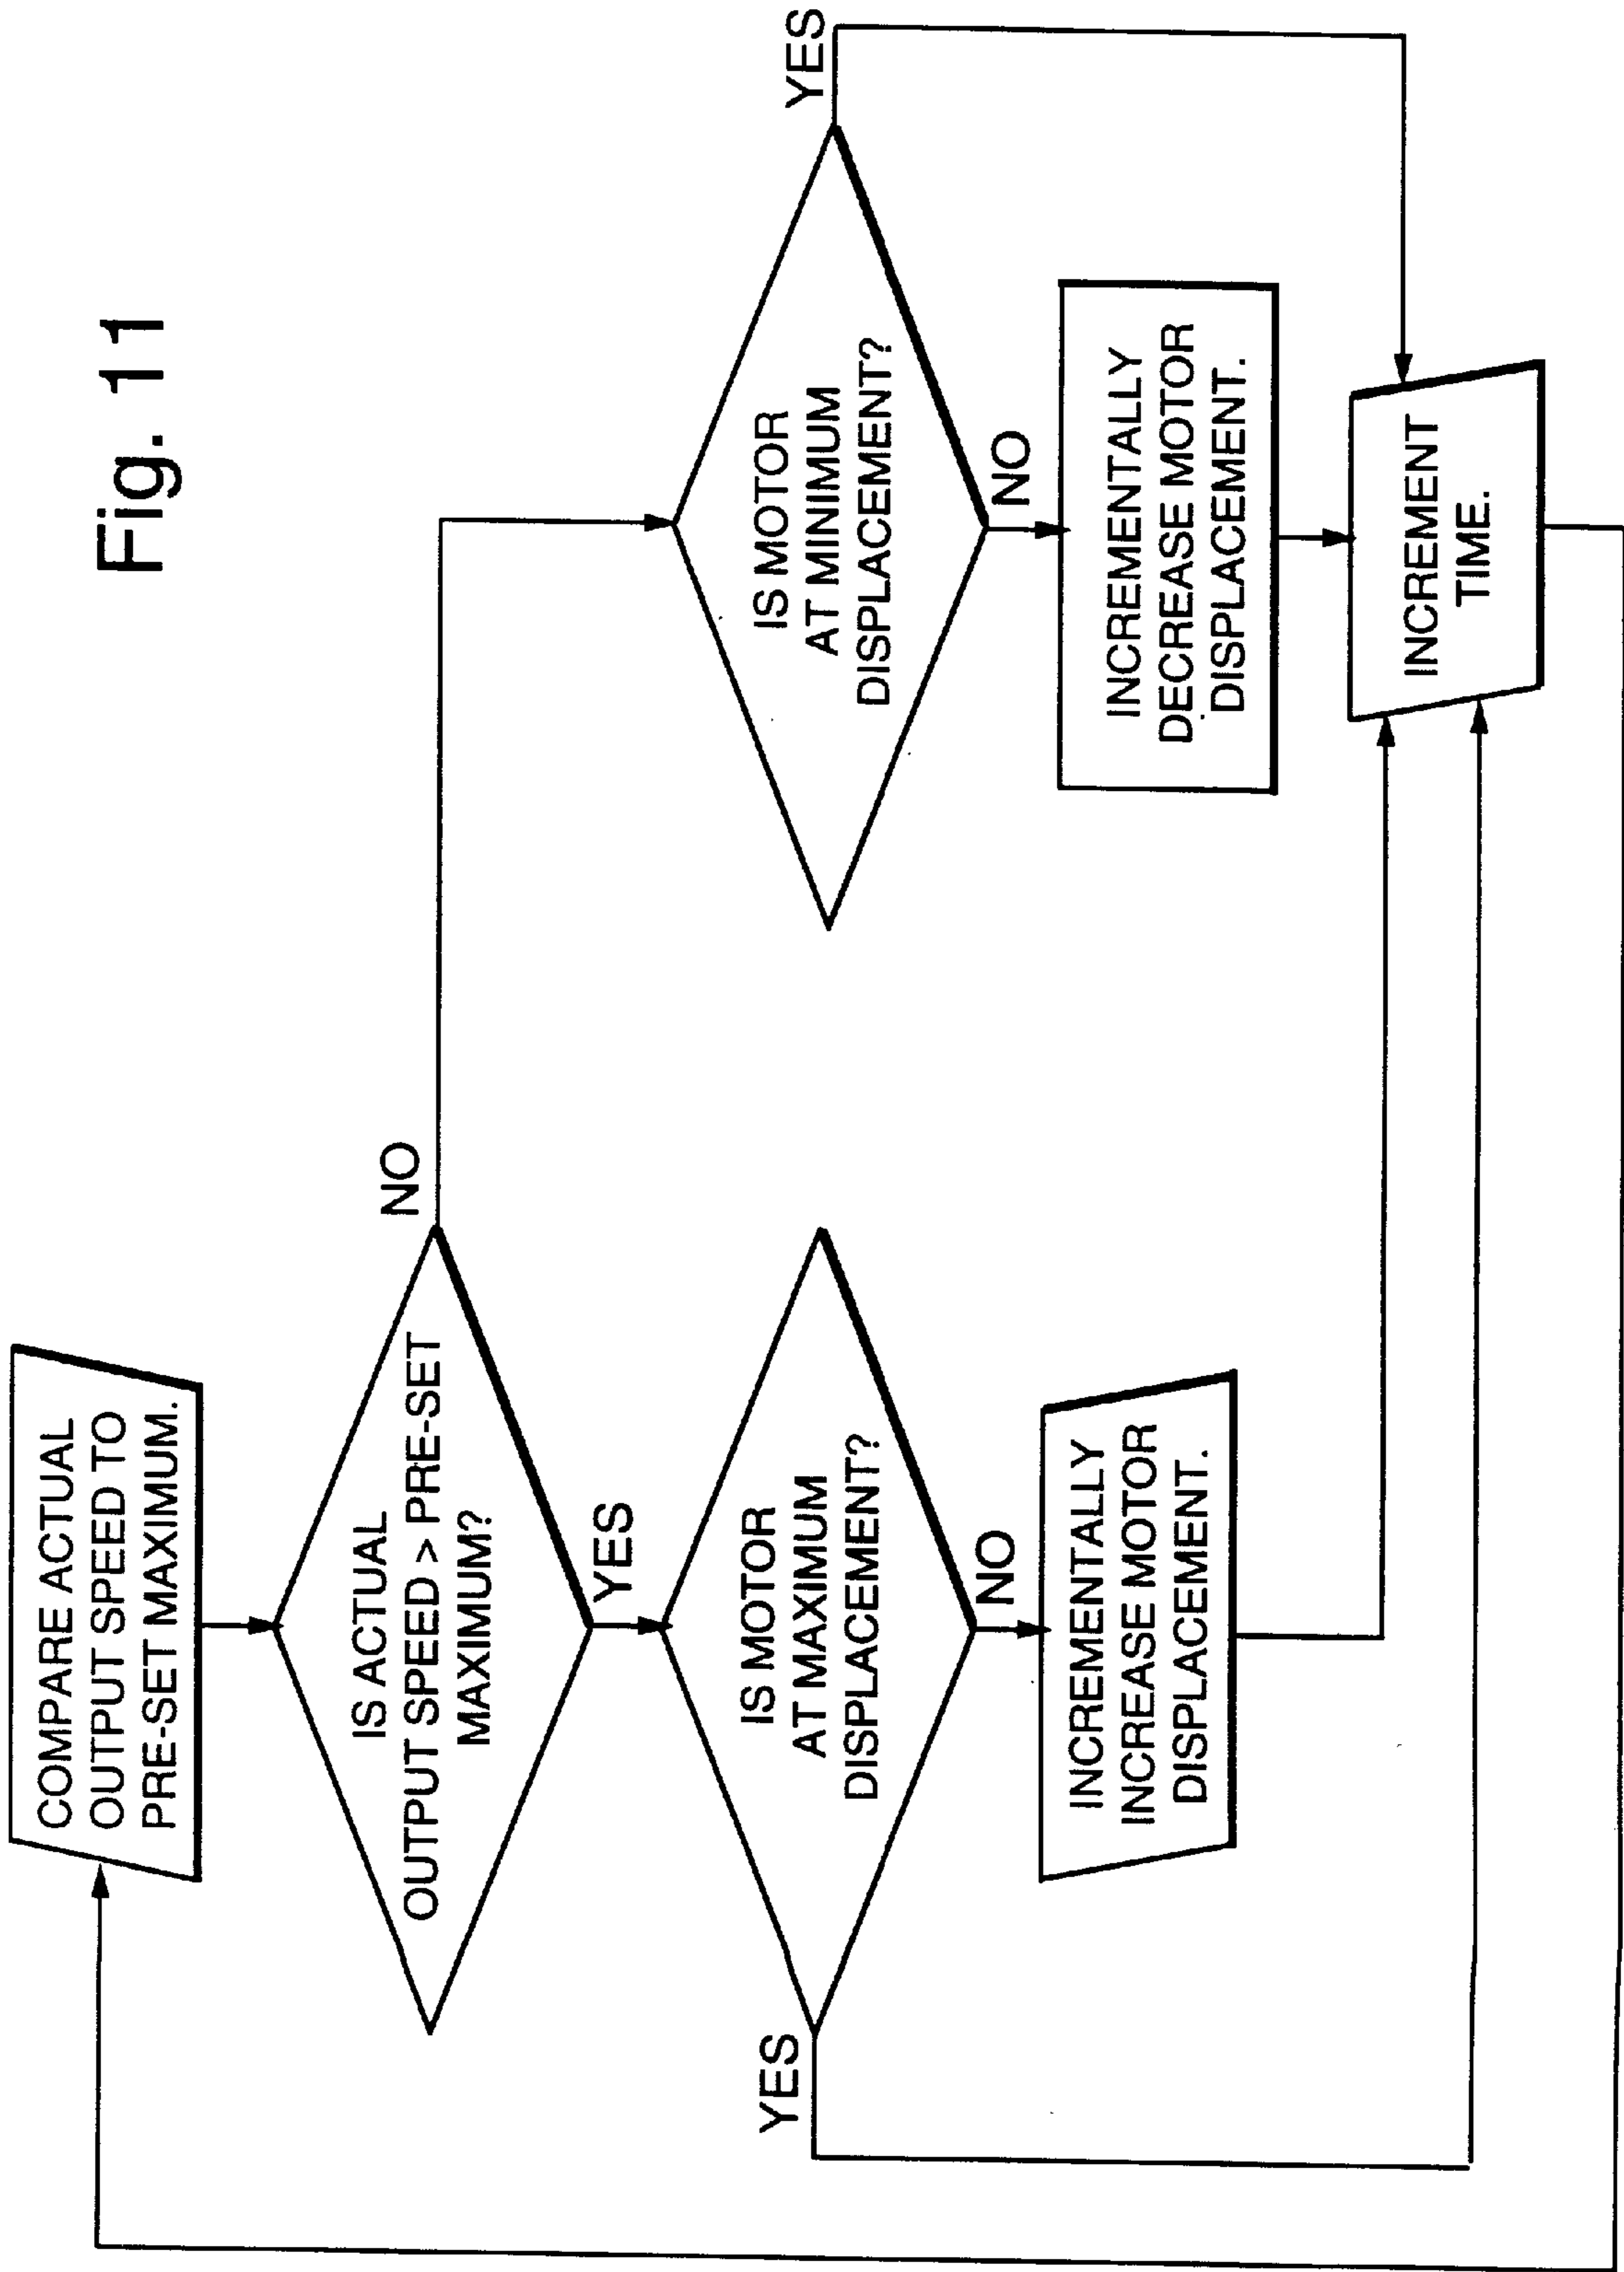 Fig. 11
COMPARE ACTUAL
OUTPUT SPEED TO
PRE-SET MAXIMUM.
IS ACTUAL
OUTPUT SPEED > PRE-SET
MAXIMUM?
NO
YES
IS MOTOR
AT MAXIMUM
DISPLACEMENT?
YES
NO
INCREMENTALLY
INCREASE MOTOR
DISPLACEMENT.
IS MOTOR
AT MINIMUM
DISPLACEMENT?
YES
NO
INCREMENTALLY
DECREASE MOTOR
DISPLACEMENT.
INCREMENT
TIME.